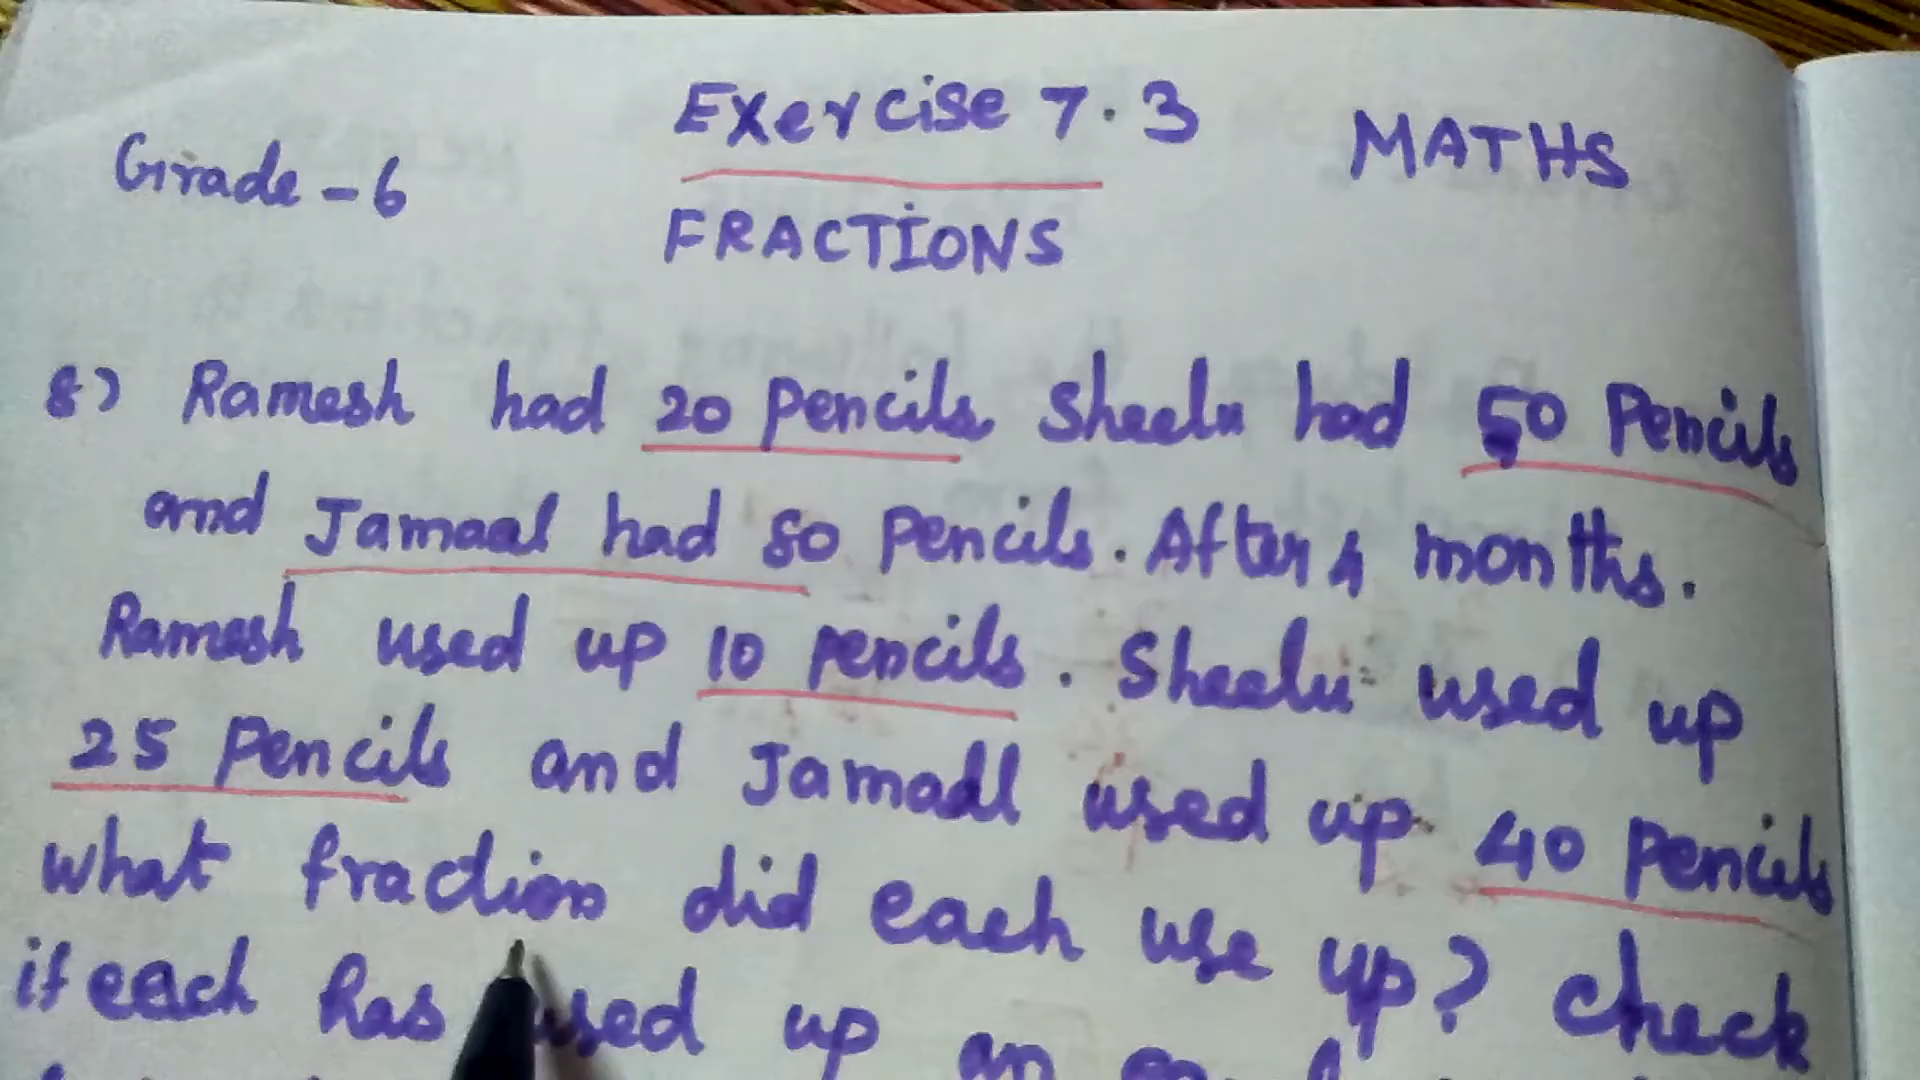 Exercise 7.3
Grade-6
MATHS
FRACTIONS
8) Ramesh had 20 pencils. Sheelu had 50 Pencils
and Jamaal had 80 pencils. After 4 months.
Ramesh used up 10 pencils. Sheelu used up
25 pencils and Jamaal used up 40 pencils
what fraction did each use up? check
if each has used up an